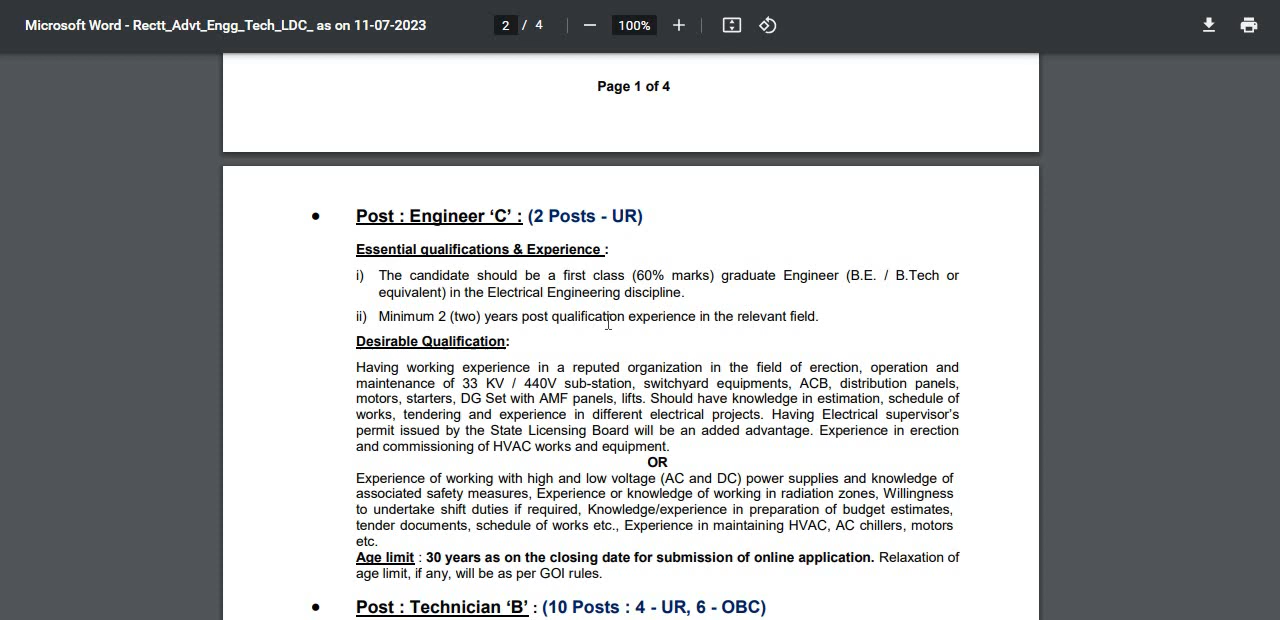 Microsoft Word - Rectt_Advt_Engg_Tech_LDC_ as on 11-07-2023
2 / 4
100%
Page 1 of 4
• Post : Engineer ‘C’ : (2 Posts - UR)
Essential qualifications & Experience :
i) The candidate should be a first class (60% marks) graduate Engineer (B.E. / B.Tech or
equivalent) in the Electrical Engineering discipline.
ii) Minimum 2 (two) years post qualification experience in the relevant field.
Desirable Qualification:
Having working experience in a reputed organization in the field of erection, operation and
maintenance of 33 KV / 440V sub-station, switchyard equipments, ACB, distribution panels,
motors, starters, DG Set with AMF panels, lifts. Should have knowledge in estimation, schedule of
works, tendering and experience in different electrical projects. Having Electrical supervisor’s
permit issued by the State Licensing Board will be an added advantage. Experience in erection
and commissioning of HVAC works and equipment.
OR
Experience of working with high and low voltage (AC and DC) power supplies and knowledge of
associated safety measures, Experience or knowledge of working in radiation zones, Willingness
to undertake shift duties if required, Knowledge/experience in preparation of budget estimates,
tender documents, schedule of works etc., Experience in maintaining HVAC, AC chillers, motors
etc.
Age limit : 30 years as on the closing date for submission of online application. Relaxation of
age limit, if any, will be as per GOI rules.
• Post : Technician ‘B’ : (10 Posts : 4 - UR, 6 - OBC)